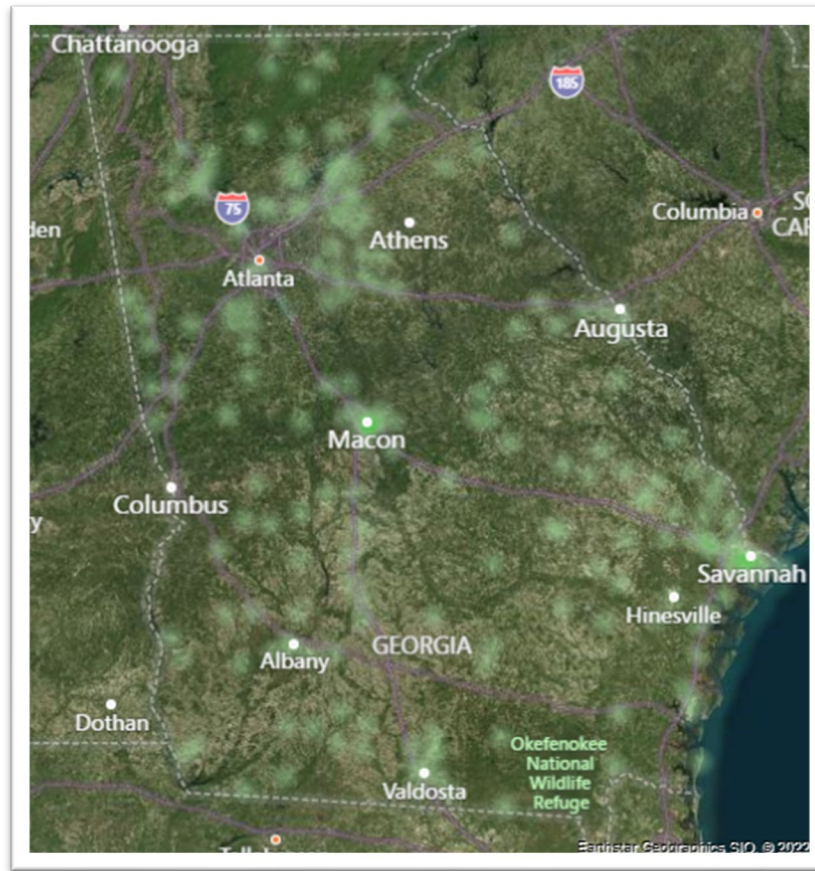 Chattanooga
185
75
den
Athens
Columbia
SO
CAR
Atlanta
Augusta
Macon
Columbus
y
Savannah
Hinesville
Albany
GEORGIA
Dothan
Okefenokee
National
Wildlife
Refuge
Valdosta
Earthstar Geographics SIO, © 2022